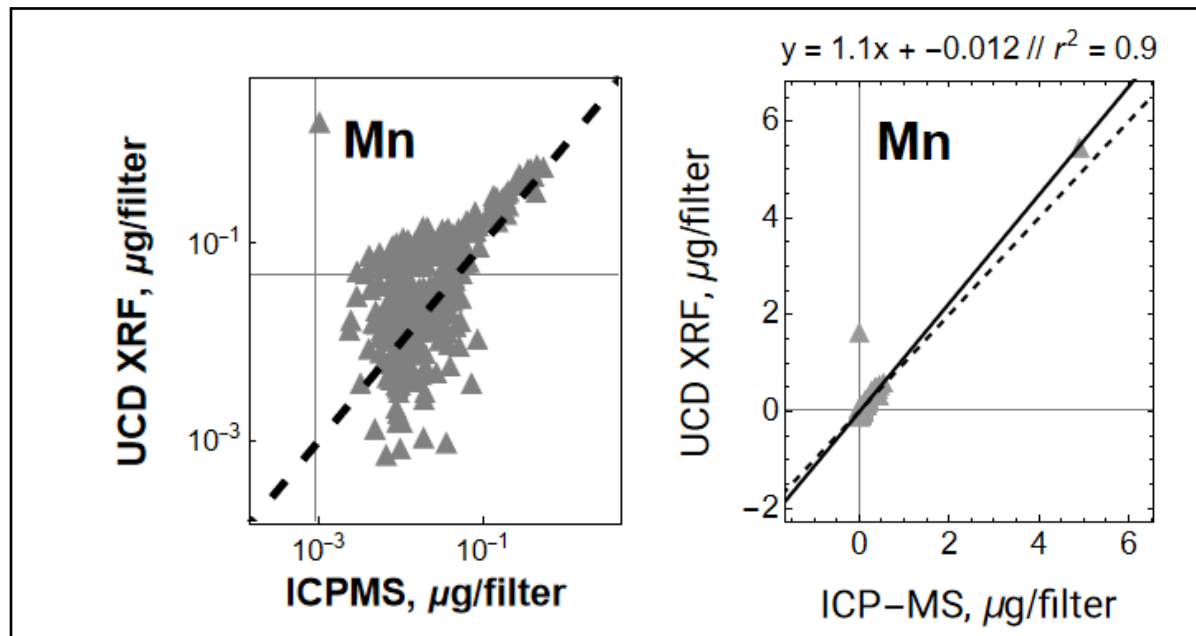 Mn
UCD XRF, µg/filter
10⁻¹
10⁻³
10⁻³ 10⁻¹
ICPMS, µg/filter
y = 1.1x + −0.012 // r² = 0.9
Mn
UCD XRF, µg/filter
6
4
2
0
−2
0 2 4 6
ICP−MS, µg/filter